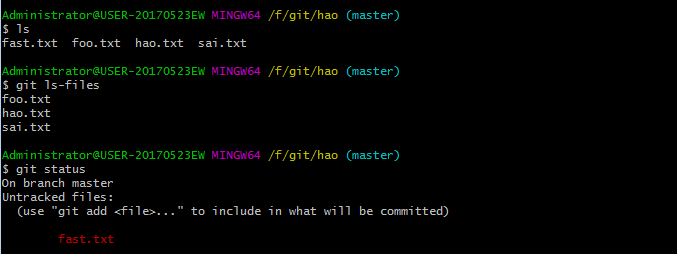 Administrator@USER-20170523EW MINGW64 /f/git/hao (master)
$ ls
fast.txt  foo.txt  hao.txt  sai.txt
Administrator@USER-20170523EW MINGW64 /f/git/hao (master)
$ git ls-files
foo.txt
hao.txt
sai.txt
Administrator@USER-20170523EW MINGW64 /f/git/hao (master)
$ git status
On branch master
Untracked files:
  (use "git add <file>..." to include in what will be committed)
        fast.txt